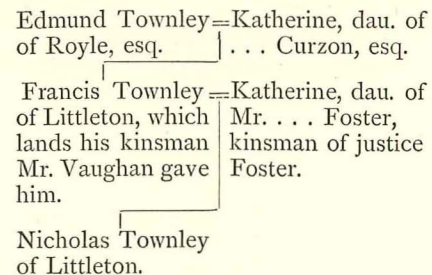 Edmund Townley=Katherine, dau. of
of Royle, esq. . . . Curzon, esq.
Francis Townley=Katherine, dau. of
of Littleton, which Mr. . . . Foster,
lands his kinsman kinsman of justice
Mr. Vaughan gave Foster.
him.
Nicholas Townley
of Littleton.